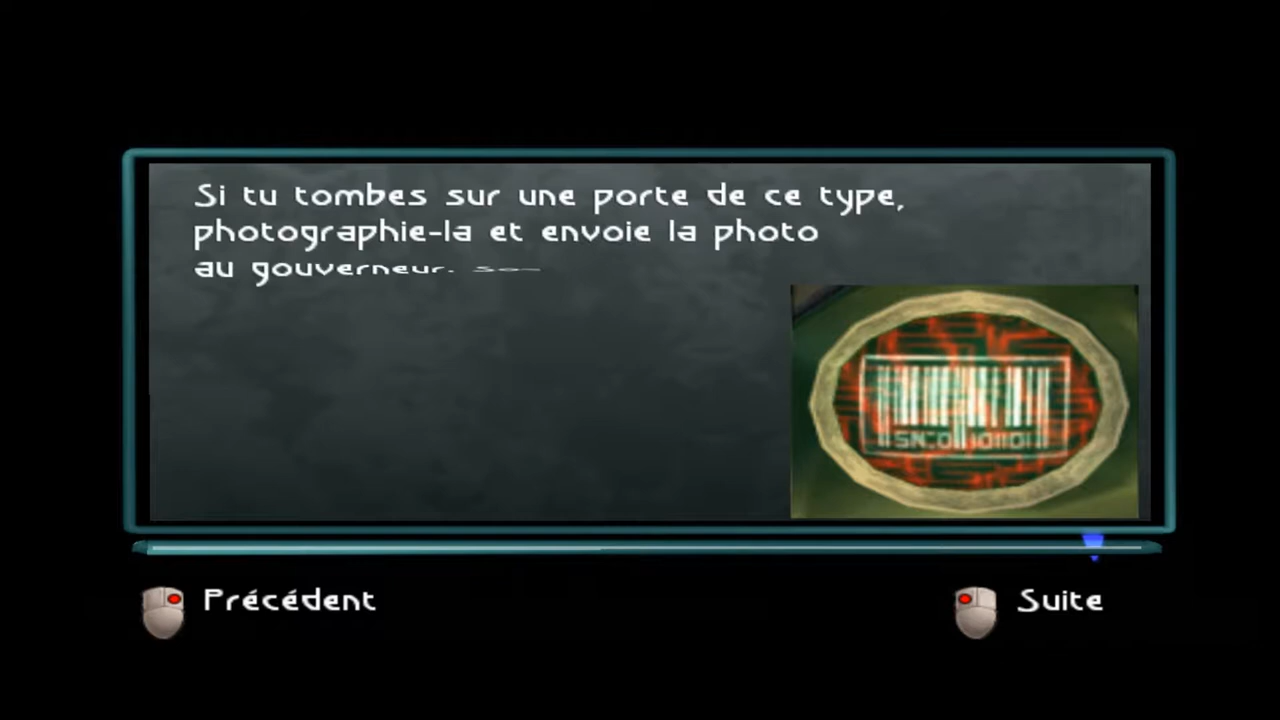 Si tu tombes sur une porte de ce type,
photographie-la et envoie la photo
au gouverneur.
Précédent
Suite